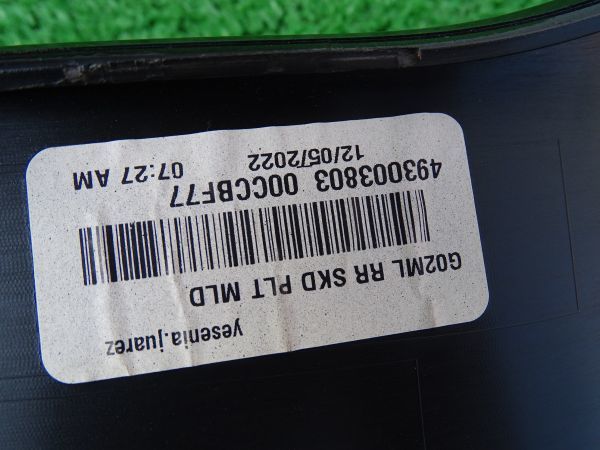 yesenia.juarez
G02ML RR SKD PLT MLD
493003803 00CCBF77
12/05/2022 07:27 AM